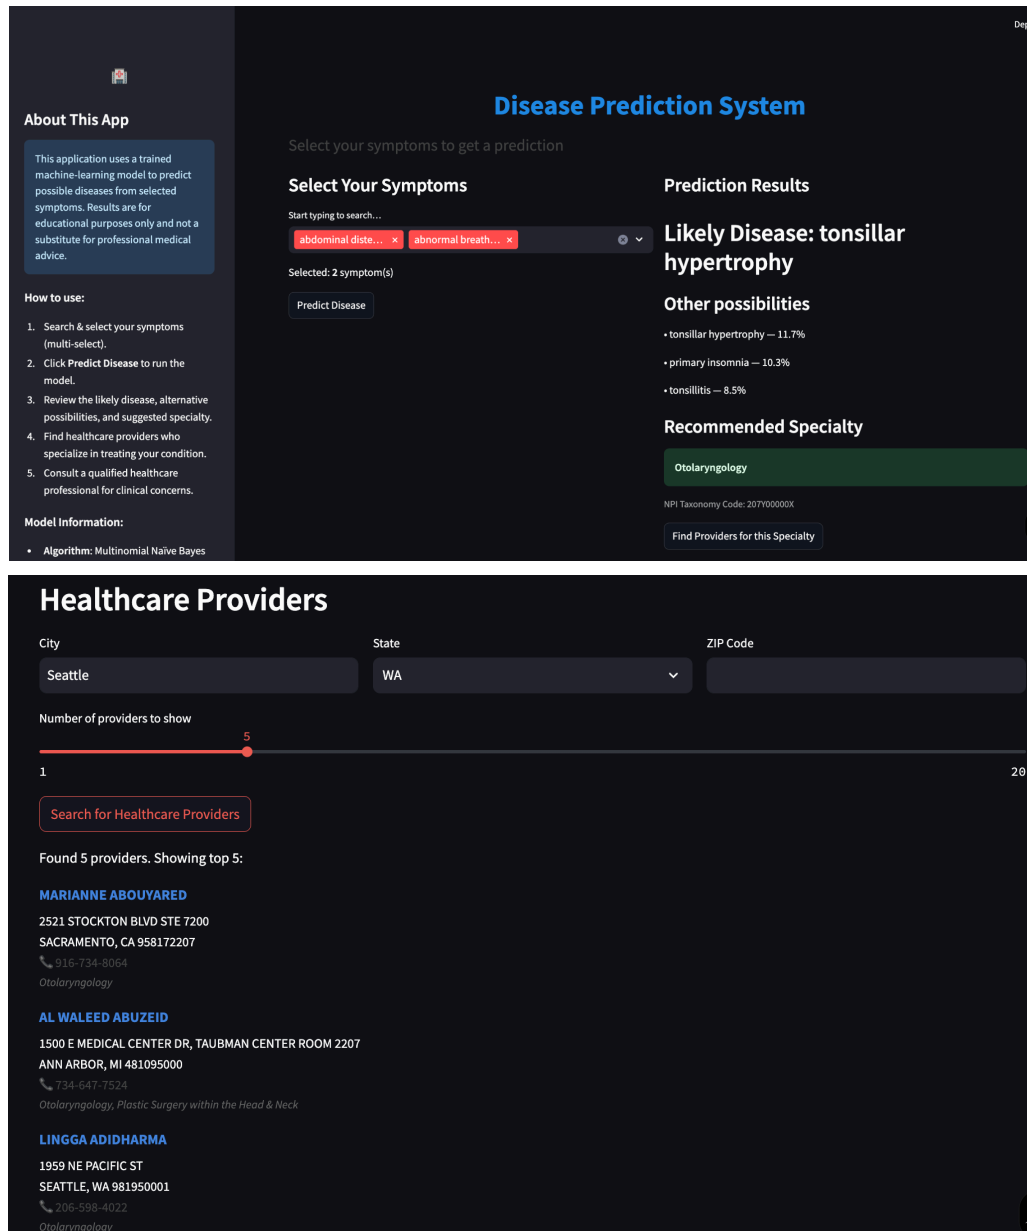 Dep
About This App
This application uses a trained
machine-learning model to predict
possible diseases from selected
symptoms. Results are for
educational purposes only and not a
substitute for professional medical
advice.
How to use:
1. Search & select your symptoms
(multi-select).
2. Click Predict Disease to run the
model.
3. Review the likely disease, alternative
possibilities, and suggested specialty.
4. Find healthcare providers who
specialize in treating your condition.
5. Consult a qualified healthcare
professional for clinical concerns.
Model Information:
• Algorithm: Multinomial Naïve Bayes
Disease Prediction System
Select your symptoms to get a prediction
Select Your Symptoms
Start typing to search...
abdominal diste... × abnormal breath... ×
Selected: 2 symptom(s)
Predict Disease
Prediction Results
Likely Disease: tonsillar
hypertrophy
Other possibilities
• tonsillar hypertrophy — 11.7%
• primary insomnia — 10.3%
• tonsillitis — 8.5%
Recommended Specialty
Otolaryngology
NPI Taxonomy Code: 207Y00000X
Find Providers for this Specialty
Healthcare Providers
City State ZIP Code
Seattle WA
Number of providers to show
5
1 20
Search for Healthcare Providers
Found 5 providers. Showing top 5:
MARIANNE ABOUYARED
2521 STOCKTON BLVD STE 7200
SACRAMENTO, CA 958172207
916-734-8064
Otolaryngology
AL WALEED ABUZEID
1500 E MEDICAL CENTER DR, TAUBMAN CENTER ROOM 2207
ANN ARBOR, MI 481095000
734-647-7524
Otolaryngology, Plastic Surgery within the Head & Neck
LINGGA ADIDHARMA
1959 NE PACIFIC ST
SEATTLE, WA 981950001
206-598-4022
Otolaryngology